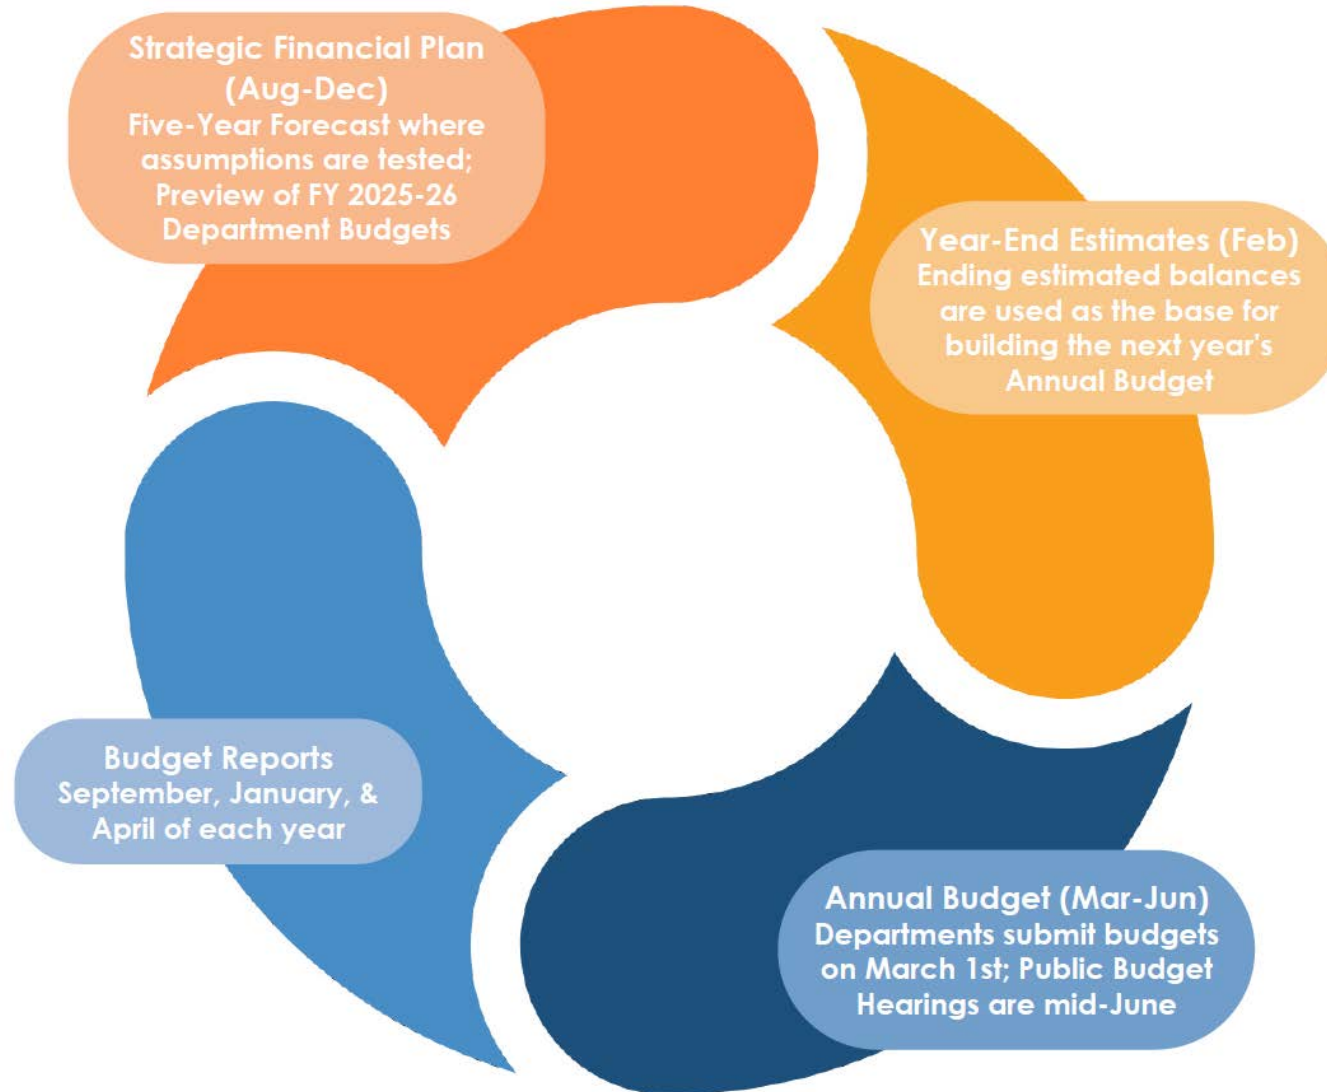 Strategic Financial Plan
(Aug-Dec)
Five-Year Forecast where
assumptions are tested;
Preview of FY 2025-26
Department Budgets
Year-End Estimates (Feb)
Ending estimated balances
are used as the base for
building the next year's
Annual Budget
Annual Budget (Mar-Jun)
Departments submit budgets
on March 1st; Public Budget
Hearings are mid-June
Budget Reports
September, January, &
April of each year